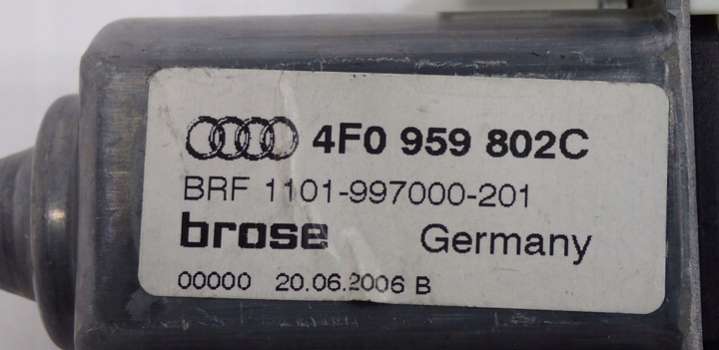 4F0 959 802C
BRF 1101-997000-201
brose Germany
00000 20.06.2006 B